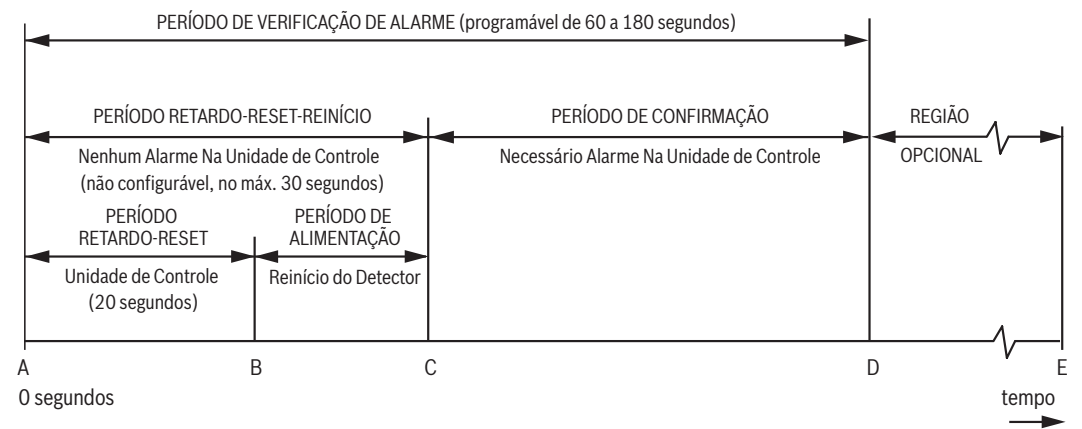 PERÍODO DE VERIFICAÇÃO DE ALARME (programável de 60 a 180 segundos)
PERÍODO RETARDO-RESET-REINÍCIO
Nenhum Alarme Na Unidade de Controle
(não configurável, no máx. 30 segundos)
PERÍODO DE CONFIRMAÇÃO
Necessário Alarme Na Unidade de Controle
REGIÃO
OPCIONAL
PERÍODO
RETARDO-RESET
Unidade de Controle
(20 segundos)
PERÍODO DE
ALIMENTAÇÃO
Reinício do Detector
A
B
C
D
E
0 segundos
tempo